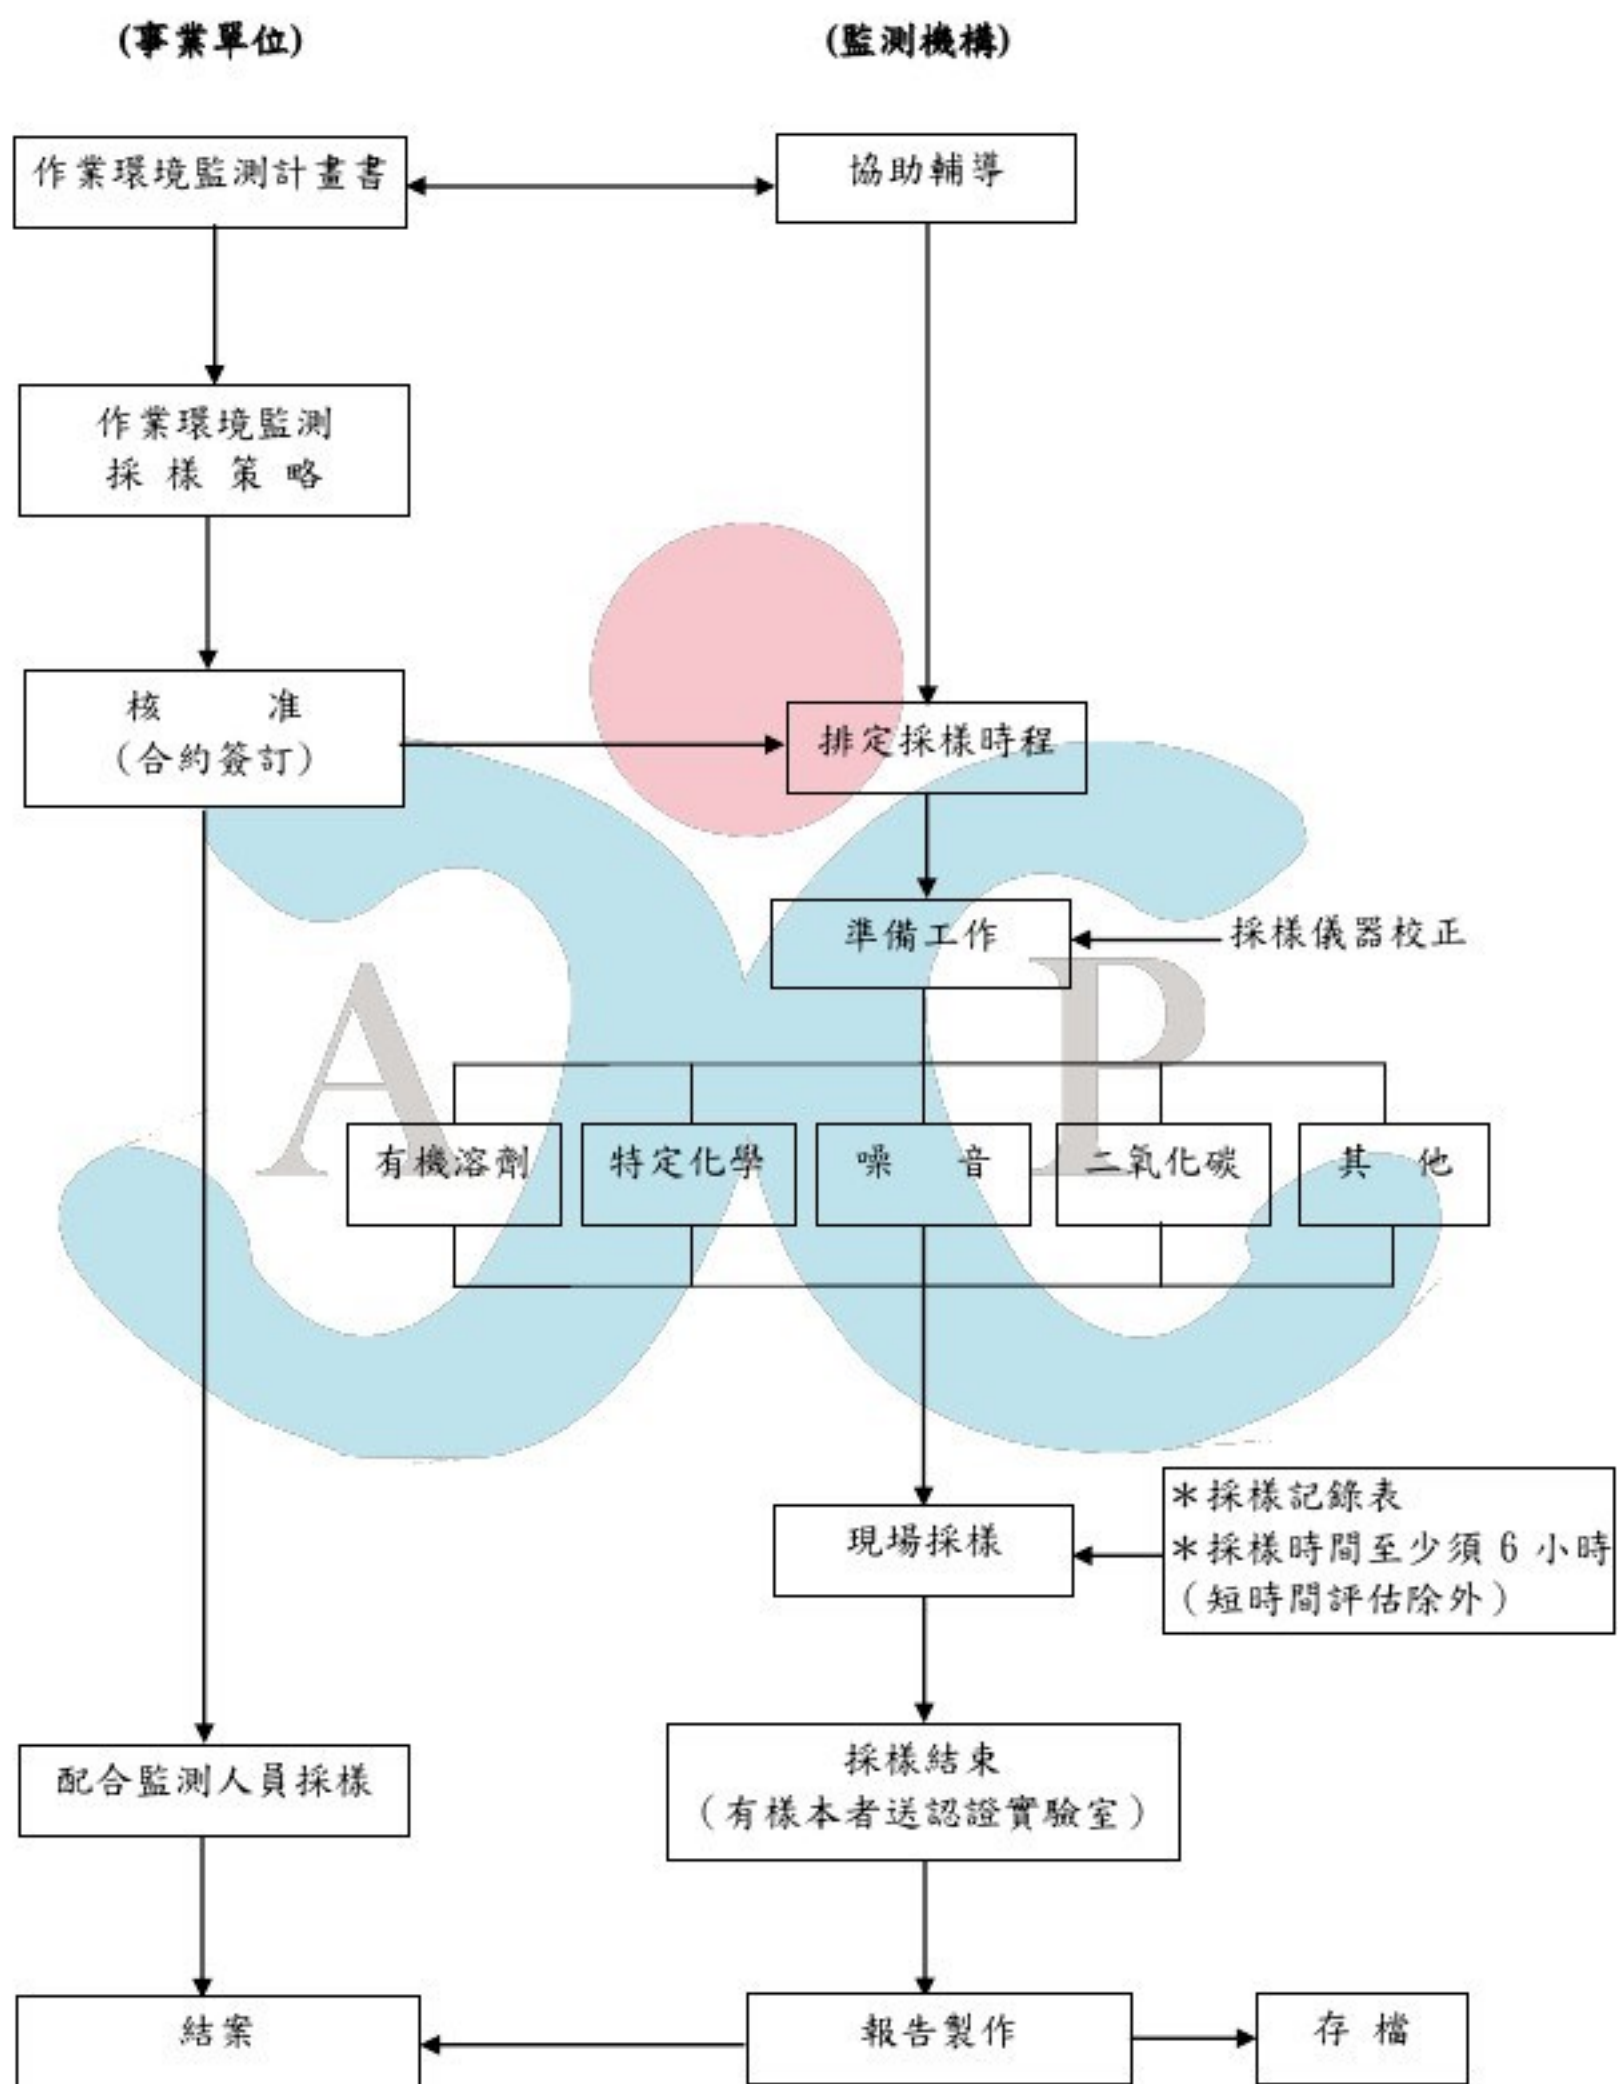 (事業單位)
(監測機構)
作業環境監測計畫書
協助輔導
作業環境監測
採樣策略
核 准
(合約簽訂)
排定採樣時程
準備工作
採樣儀器校正
A P
有機溶劑
特定化學
噪 音
二氧化碳
其 他
現場採樣
＊採樣記錄表
＊採樣時間至少須 6 小時
(短時間評估除外)
採樣結束
(有樣本者送認證實驗室)
配合監測人員採樣
結案
報告製作
存 檔